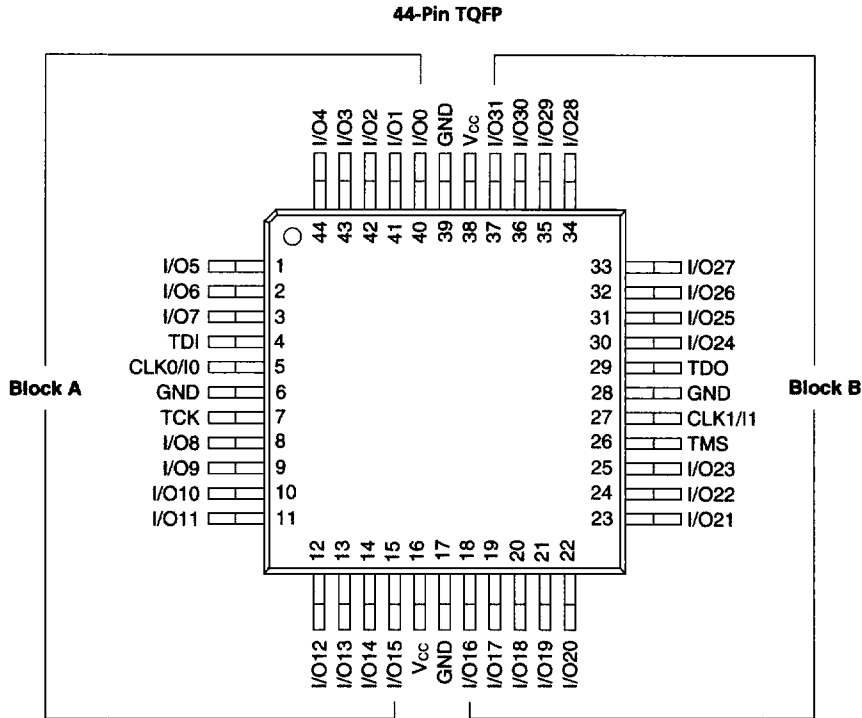 44-Pin TQFP
I/O4 I/O3 I/O2 I/O1 I/O0 GND VCC I/O31 I/O30 I/O29 I/O28
44 43 42 41 40 39 38 37 36 35 34
I/O5 1 33 I/O27
I/O6 2 32 I/O26
I/O7 3 31 I/O25
TDI 4 30 I/O24
CLK0/I0 5 29 TDO
Block A GND 6 28 GND Block B
TCK 7 27 CLK1/I1
I/O8 8 26 TMS
I/O9 9 25 I/O23
I/O10 10 24 I/O22
I/O11 11 23 I/O21
12 13 14 15 16 17 18 19 20 21 22
I/O12 I/O13 I/O14 I/O15 VCC GND I/O16 I/O17 I/O18 I/O19 I/O20